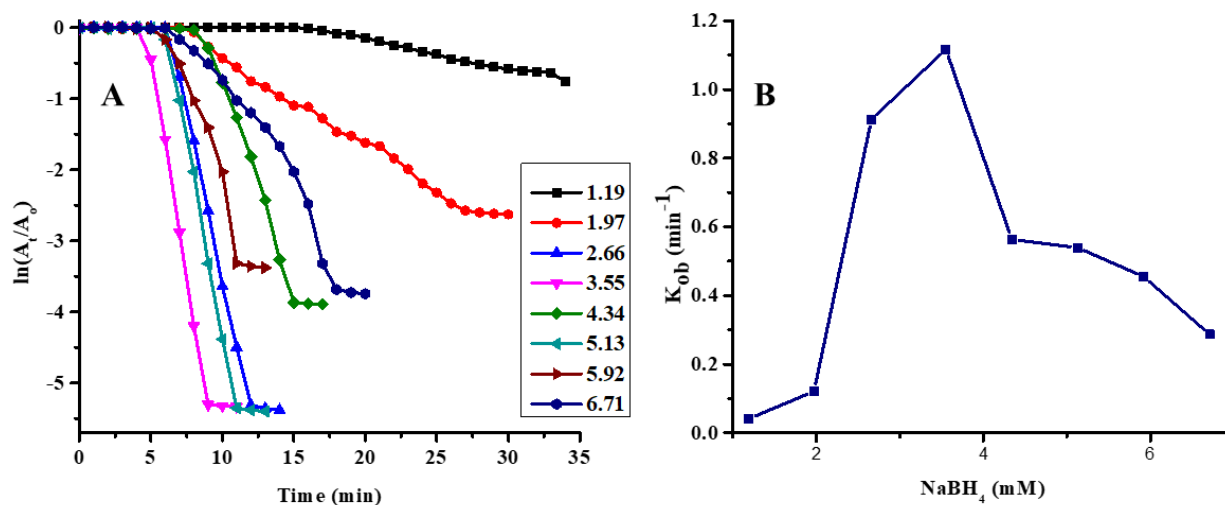 A
ln(At/Ao)
0
-1
-2
-3
-4
-5
0 5 10 15 20 25 30 35
Time (min)
1.19
1.97
2.66
3.55
4.34
5.13
5.92
6.71
B
Kob (min⁻¹)
1.2
1.0
0.8
0.6
0.4
0.2
0.0
2 4 6
NaBH₄ (mM)